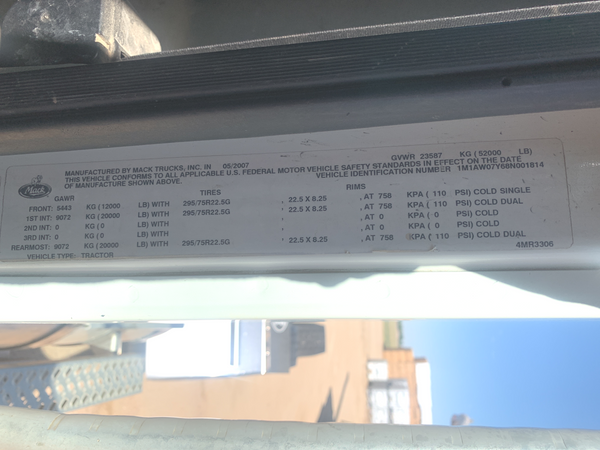 MANUFACTURED BY MACK TRUCKS, INC. IN 05/2007 GVWR 23587 KG (52000 LB)
THIS VEHICLE CONFORMS TO ALL APPLICABLE U.S. FEDERAL MOTOR VEHICLE SAFETY STANDARDS IN EFFECT ON THE DATE
OF MANUFACTURE SHOWN ABOVE. VEHICLE IDENTIFICATION NUMBER 1M1AW07Y68N001814
Mack
GAWR TIRES RIMS
FRONT: 5443 KG (12000 LB) WITH 295/75R22.5G , 22.5 X 8.25 , AT 758 KPA ( 110 PSI) COLD SINGLE
1ST INT: 9072 KG (20000 LB) WITH 295/75R22.5G , 22.5 X 8.25 , AT 758 KPA ( 110 PSI) COLD DUAL
2ND INT: 0 KG ( 0 LB) WITH , , AT 0 KPA ( 0 PSI) COLD
3RD INT: 0 KG ( 0 LB) WITH , , AT 0 KPA ( 0 PSI) COLD
REARMOST: 9072 KG (20000 LB) WITH 295/75R22.5G , 22.5 X 8.25 , AT 758 KPA ( 110 PSI) COLD DUAL
VEHICLE TYPE: TRACTOR 4MR3306